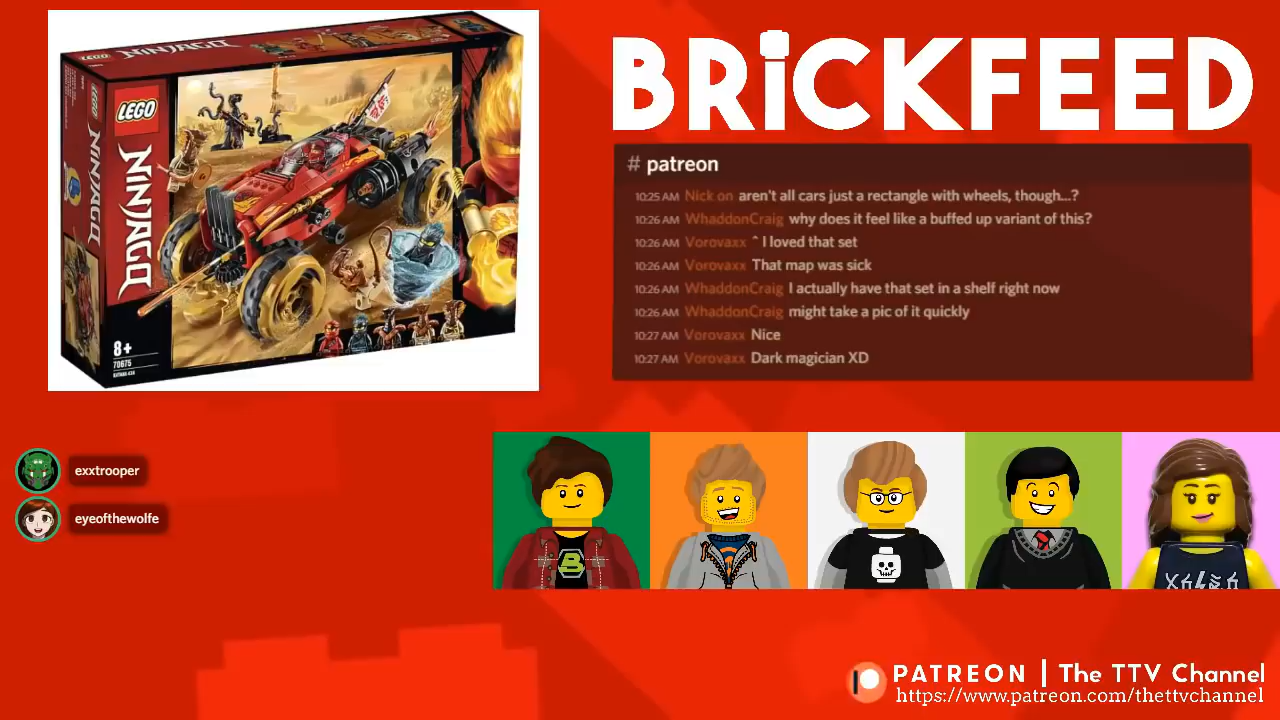 LEGO NINJAGO
LEGO
LEGO
NINJAGO
NINJAGO
8+
70675
BRiCKFEED
# patreon
10:25 AM Nick on aren't all cars just a rectangle with wheels, though...?
10:26 AM WhaddonCraig why does it feel like a buffed up variant of this?
10:26 AM Vorovaxx ^ I loved that set
10:26 AM Vorovaxx That map was sick
10:26 AM WhaddonCraig I actually have that set in a shelf right now
10:26 AM WhaddonCraig might take a pic of it quickly
10:27 AM Vorovaxx Nice
10:27 AM Vorovaxx Dark magician XD
exxtrooper
eyeofthewolfe
B
PATREON | The TTV Channel
https://www.patreon.com/thettvchannel